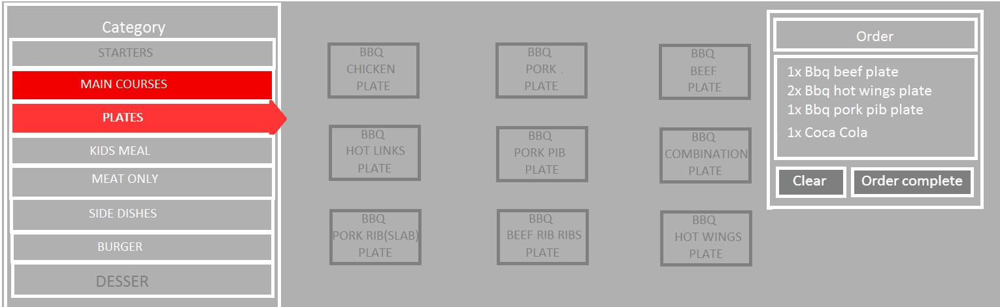 Category
STARTERS
MAIN COURSES
PLATES
KIDS MEAL
MEAT ONLY
SIDE DISHES
BURGER
DESSER
BBQ
CHICKEN
PLATE
BBQ
PORK .
PLATE
BBQ
BEEF
PLATE
BBQ
HOT LINKS
PLATE
BBQ
PORK PIB
PLATE
BBQ
COMBINATION
PLATE
BBQ
PORK RIB(SLAB)
PLATE
BBQ
BEEF RIB RIBS
PLATE
BBQ
HOT WINGS
PLATE
Order
1x Bbq beef plate
2x Bbq hot wings plate
1x Bbq pork pib plate
1x Coca Cola
Clear
Order complete